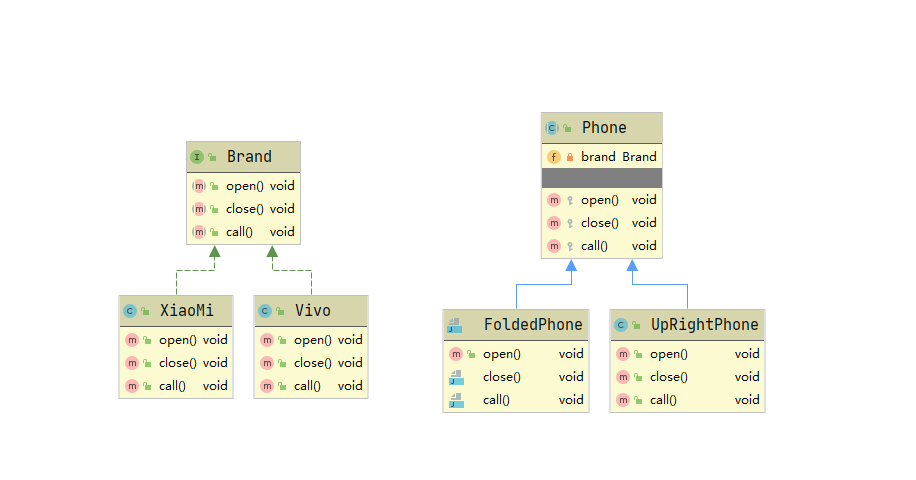 Brand
open() void
close() void
call() void
XiaoMi
open() void
close() void
call() void
Vivo
open() void
close() void
call() void
Phone
brand Brand
open() void
close() void
call() void
FoldedPhone
open() void
close() void
call() void
UpRightPhone
open() void
close() void
call() void